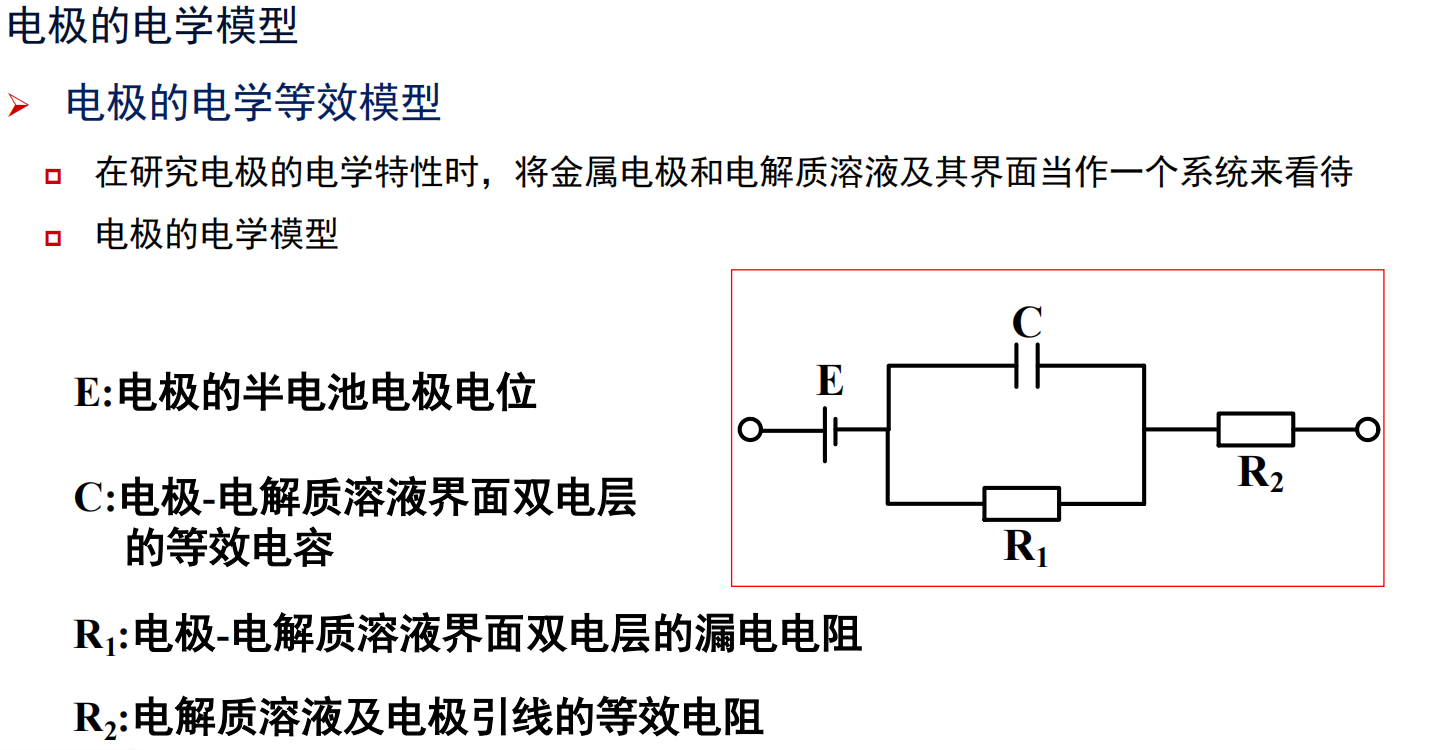 电极的电学模型
电极的电学等效模型
在研究电极的电学特性时，将金属电极和电解质溶液及其界面当作一个系统来看待
电极的电学模型
C
E
E:电极的半电池电极电位
R₂
C:电极-电解质溶液界面双电层
的等效电容
R₁
R₁:电极-电解质溶液界面双电层的漏电电阻
R₂:电解质溶液及电极引线的等效电阻